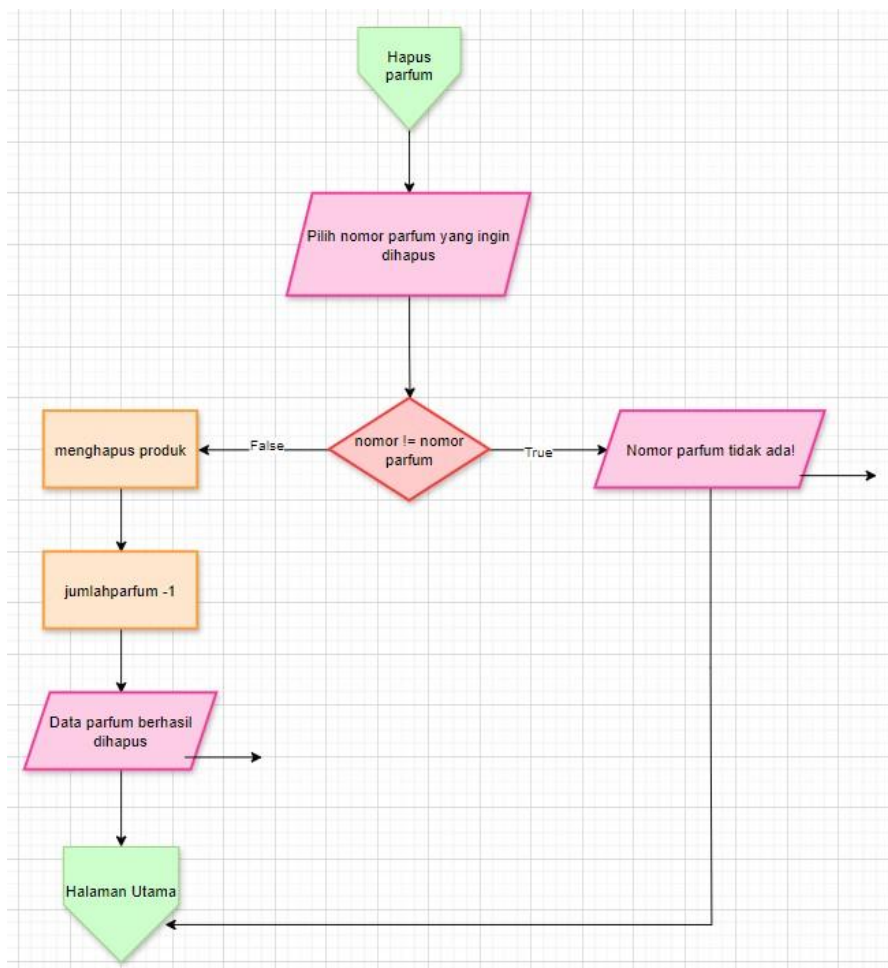 Hapus
parfum
Pilih nomor parfum yang ingin
dihapus
menghapus produk
False
nomor != nomor
parfum
True
Nomor parfum tidak ada!
jumlahparfum -1
Data parfum berhasil
dihapus
Halaman Utama